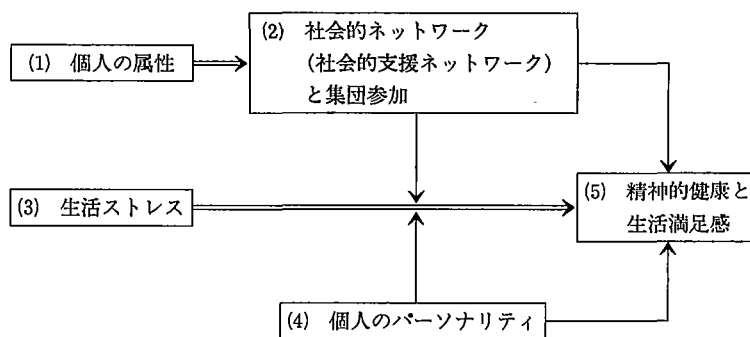 (1) 個人の属性
(2) 社会的ネットワーク
(社会的支援ネットワーク)
と集団参加
(3) 生活ストレス
(4) 個人のパーソナリティ
(5) 精神的健康と
生活満足感